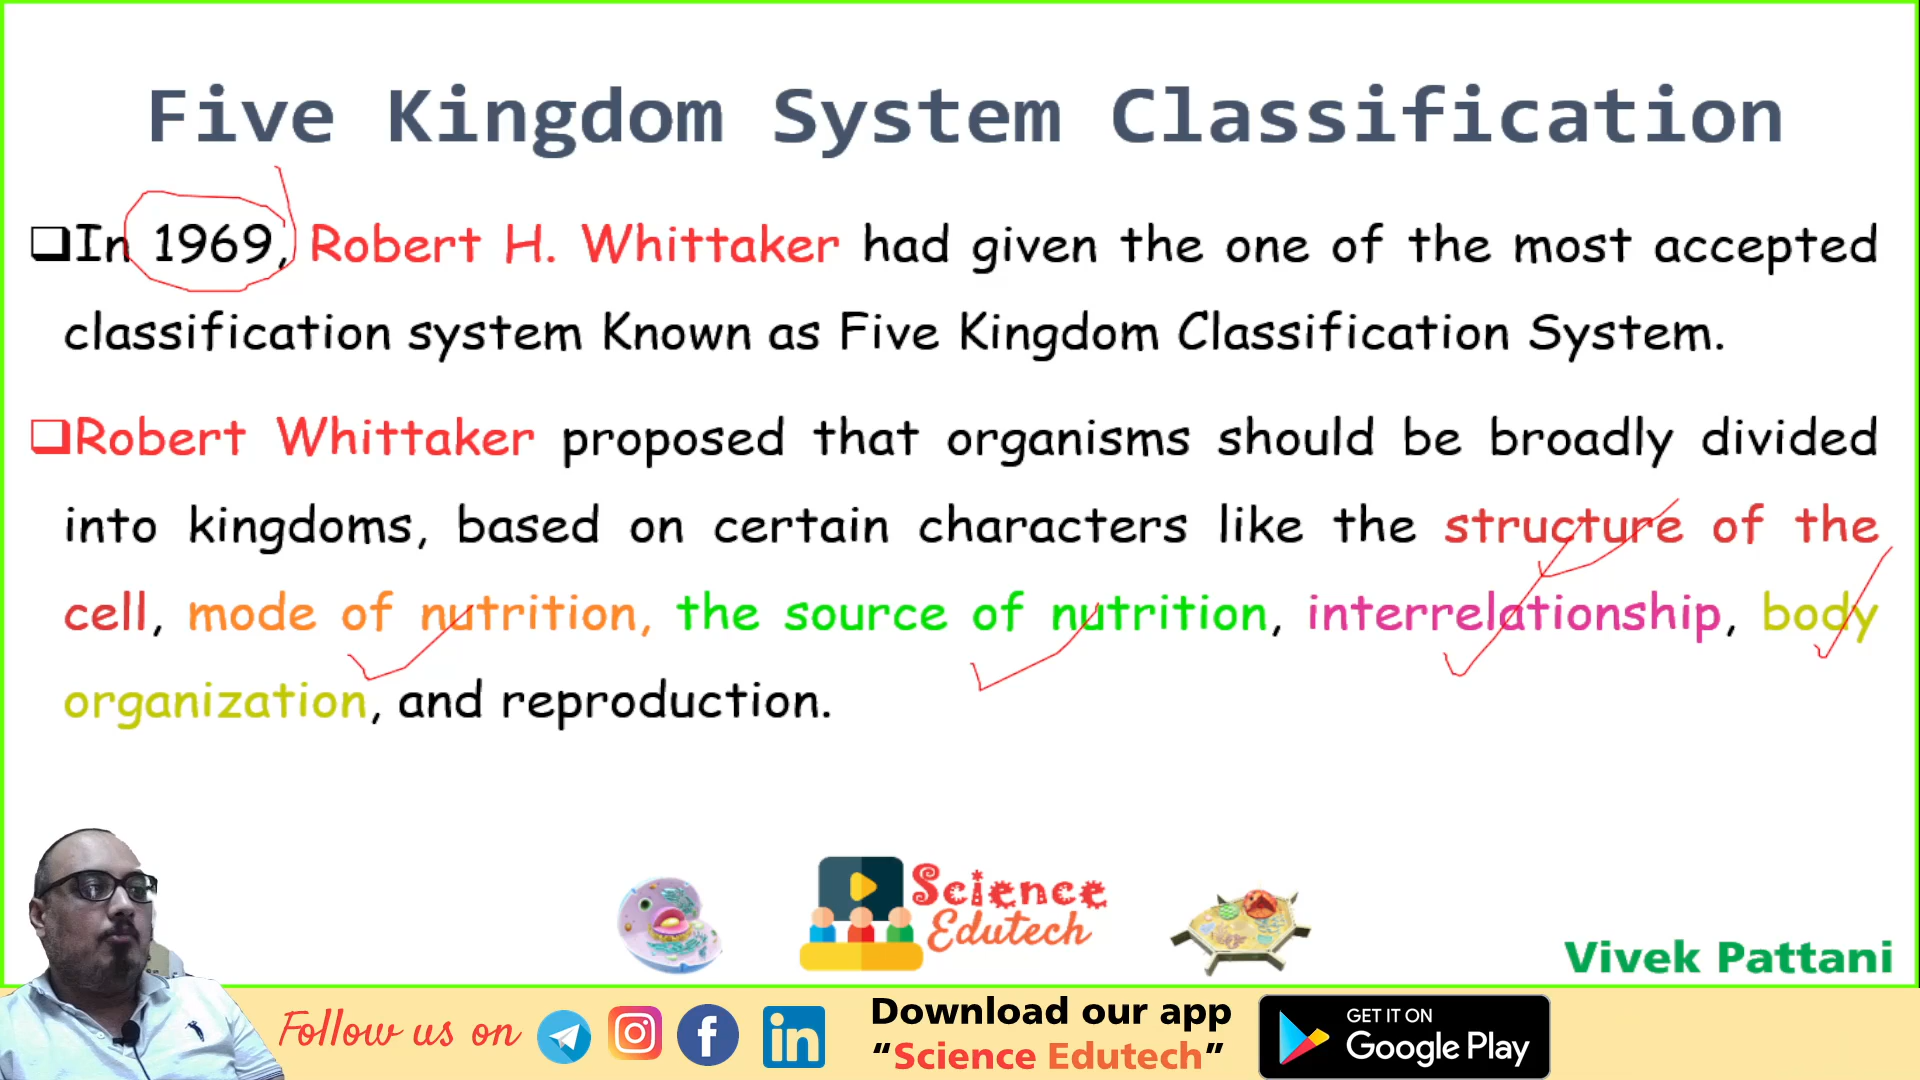 Five Kingdom System Classification
In 1969, Robert H. Whittaker had given the one of the most accepted
classification system Known as Five Kingdom Classification System.
Robert Whittaker proposed that organisms should be broadly divided
into kingdoms, based on certain characters like the structure of the
cell, mode of nutrition, the source of nutrition, interrelationship, body
organization, and reproduction.
Science
Edutech
Vivek Pattani
Follow us on
Download our app
“Science Edutech”
GET IT ON
Google Play